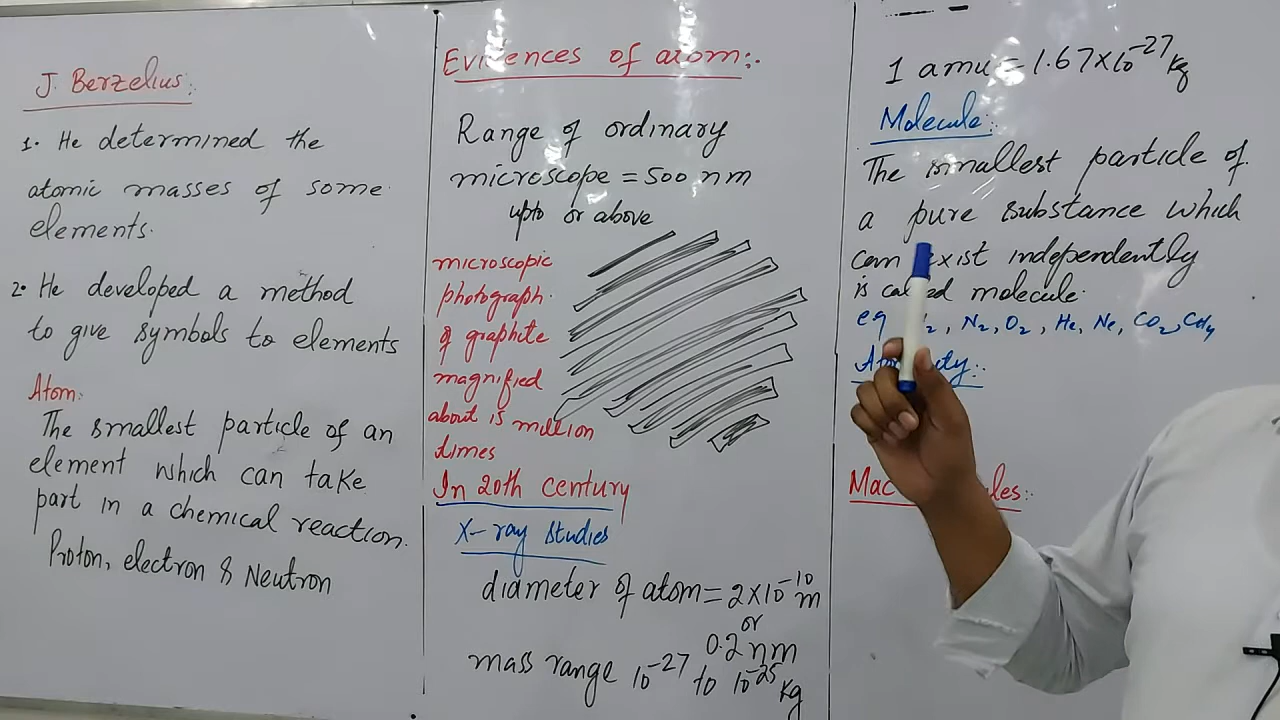 J. Berzelius:
1. He determined the
atomic masses of some
elements.
2. He developed a method
to give symbols to elements
Atom:
The smallest particle of an
element which can take
part in a chemical reaction.
Proton, electron & Neutron
Evidences of atom:
Range of ordinary
microscope = 500 nm
upto or above
microscopic
photograph
of graphite
magnified
about 15 million
times
In 20th century
X-ray studies
diameter of atom = 2×10⁻¹⁰ m
or
0.2 nm
mass range 10⁻²⁷ to 10⁻²⁵ kg
1 amu = 1.67×10⁻²⁷ kg
Molecule:
The smallest particle of
a pure substance which
can exist independently
is called molecule.
eg , N₂, O₂, He, Ne, CO₂, CH₄